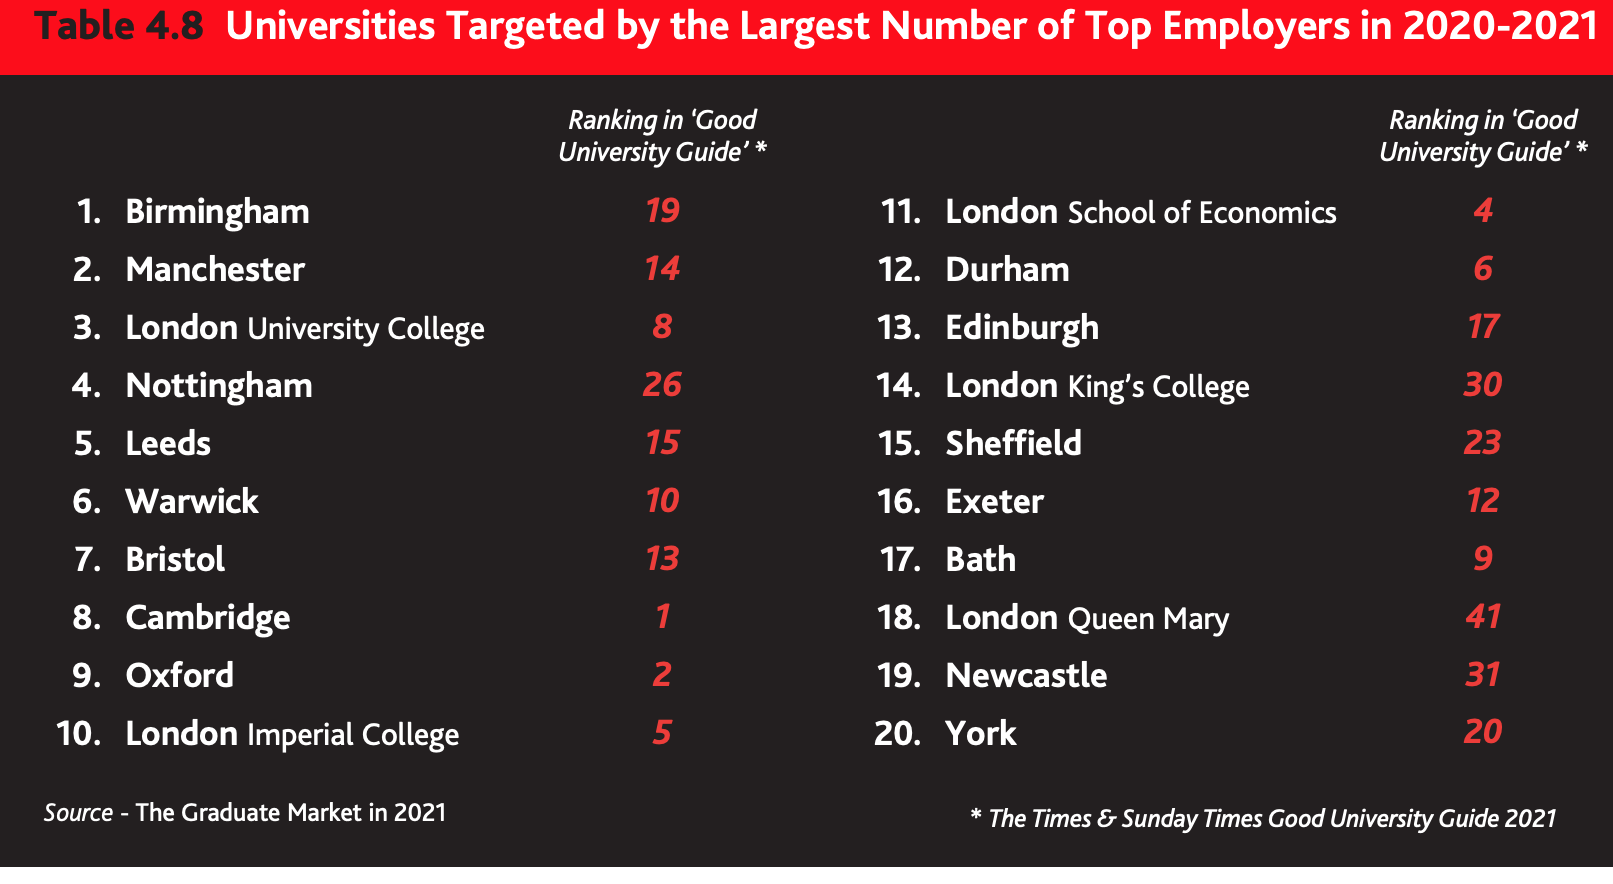 Table 4.8 Universities Targeted by the Largest Number of Top Employers in 2020-2021
Ranking in ‘Good
University Guide’ *
1. Birmingham 19
2. Manchester 14
3. London University College 8
4. Nottingham 26
5. Leeds 15
6. Warwick 10
7. Bristol 13
8. Cambridge 1
9. Oxford 2
10. London Imperial College 5
Ranking in ‘Good
University Guide’ *
11. London School of Economics 4
12. Durham 6
13. Edinburgh 17
14. London King’s College 30
15. Sheffield 23
16. Exeter 12
17. Bath 9
18. London Queen Mary 41
19. Newcastle 31
20. York 20
Source - The Graduate Market in 2021
* The Times & Sunday Times Good University Guide 2021